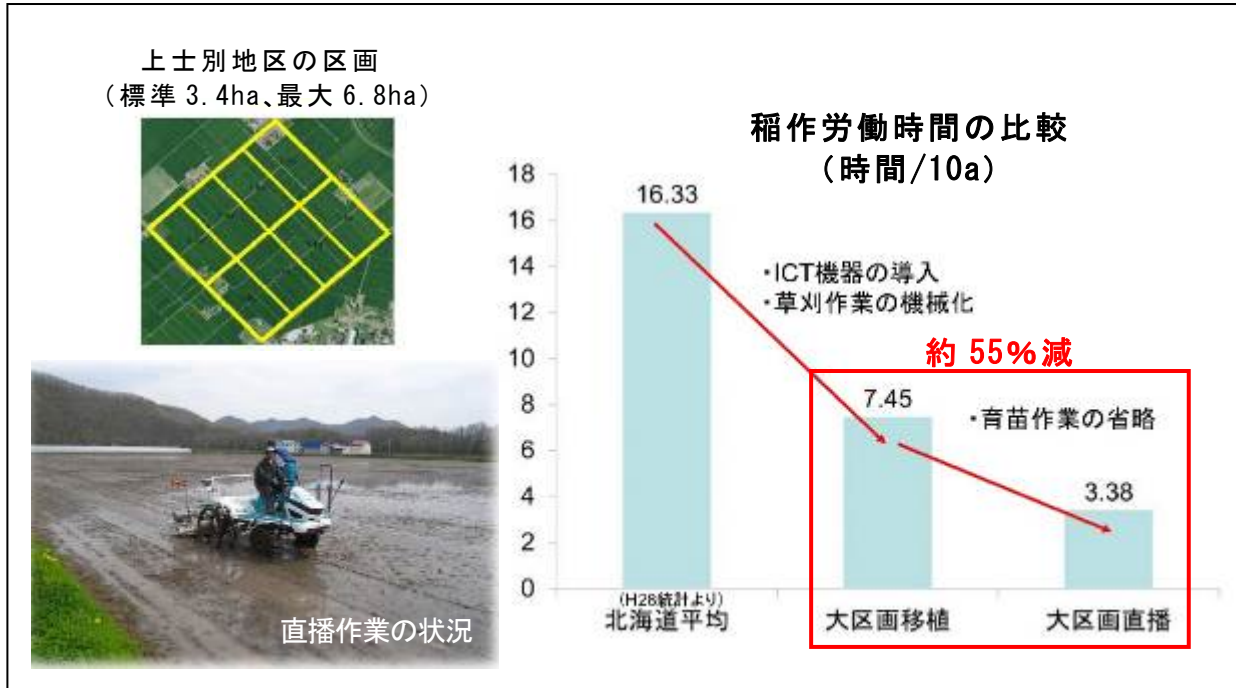 上士別地区の区画
（標準 3.4ha、最大 6.8ha）
直播作業の状況
稲作労働時間の比較
（時間/10a）
18
16
14
12
10
8
6
4
2
0
16.33
・ICT機器の導入
・草刈作業の機械化
約 55%減
7.45
・育苗作業の省略
3.38
(H28統計より)
北海道平均
大区画移植
大区画直播